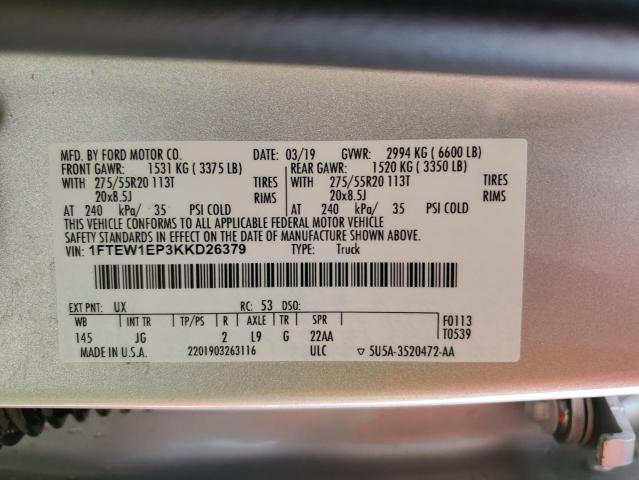 MFD. BY FORD MOTOR CO. DATE: 03/19 GVWR: 2994 KG ( 6600 LB)
FRONT GAWR: 1531 KG ( 3375 LB) REAR GAWR: 1520 KG ( 3350 LB)
WITH 275/55R20 113T TIRES WITH 275/55R20 113T TIRES
20x8.5J RIMS 20x8.5J RIMS
AT 240 kPa/ 35 PSI COLD AT 240 kPa/ 35 PSI COLD
THIS VEHICLE CONFORMS TO ALL APPLICABLE FEDERAL MOTOR VEHICLE
SAFETY STANDARDS IN EFFECT ON THE DATE OF MANUFACTURE SHOWN ABOVE.
VIN: 1FTEW1EP3KKD26379 TYPE: Truck
EXT PNT: UX RC: 53 DSO:
WB INT TR TP/PS R AXLE TR SPR F0113
145 JG 2 L9 G 22AA T0539
MADE IN U.S.A. 2201903263116 ULC ▽ 5U5A-3520472-AA